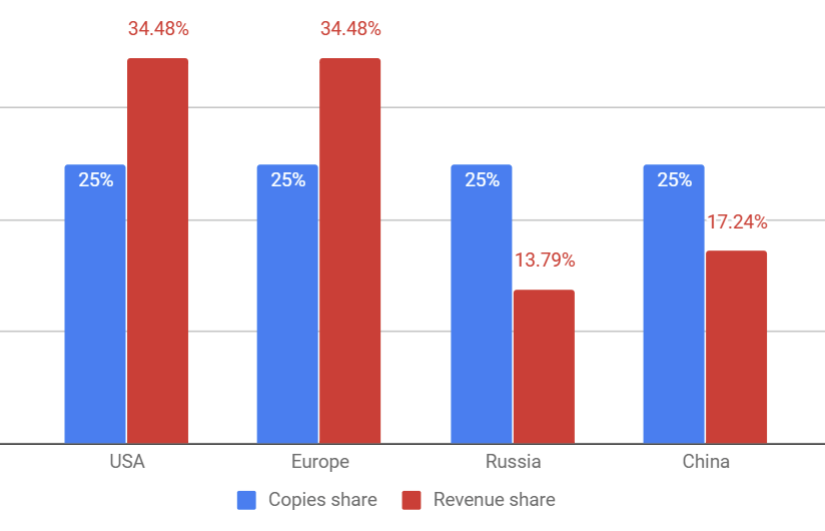 34.48% 34.48%
25% 25% 25% 25%
17.24%
13.79%
USA Europe Russia China
Copies share Revenue share